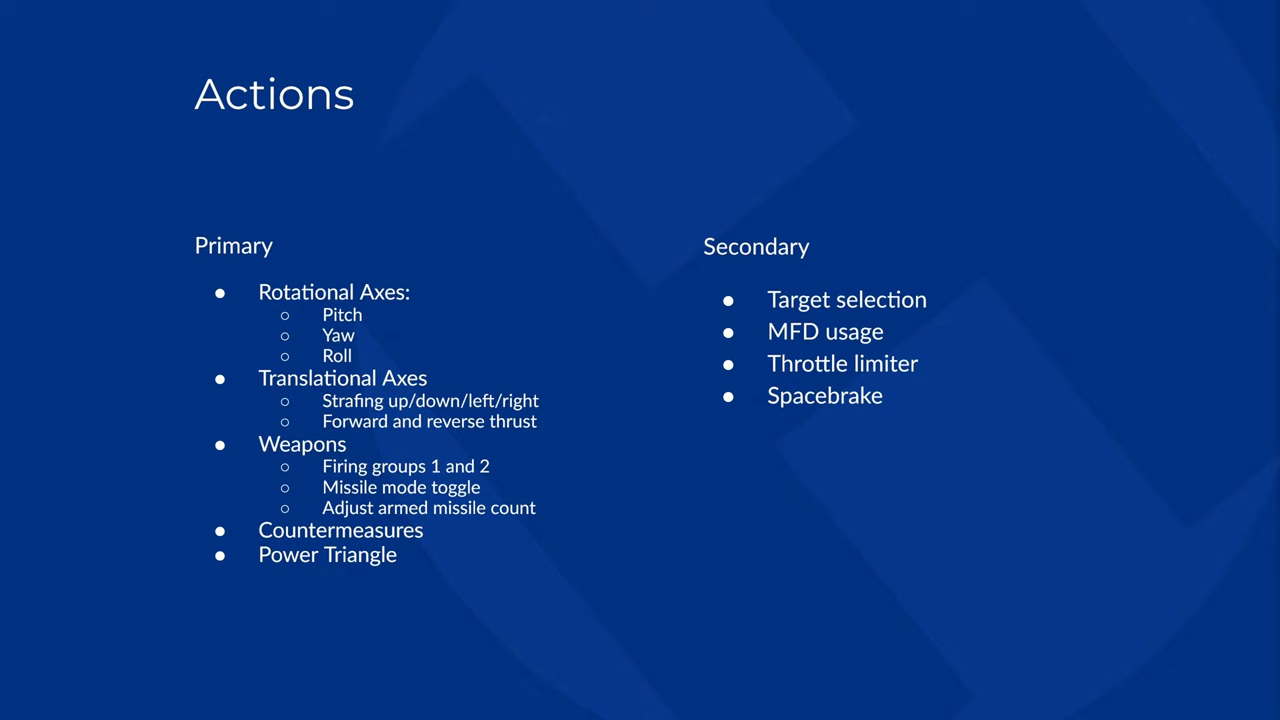 Actions
Primary
● Rotational Axes:
○ Pitch
○ Yaw
○ Roll
● Translational Axes
○ Strafing up/down/left/right
○ Forward and reverse thrust
● Weapons
○ Firing groups 1 and 2
○ Missile mode toggle
○ Adjust armed missile count
● Countermeasures
● Power Triangle
Secondary
● Target selection
● MFD usage
● Throttle limiter
● Spacebrake